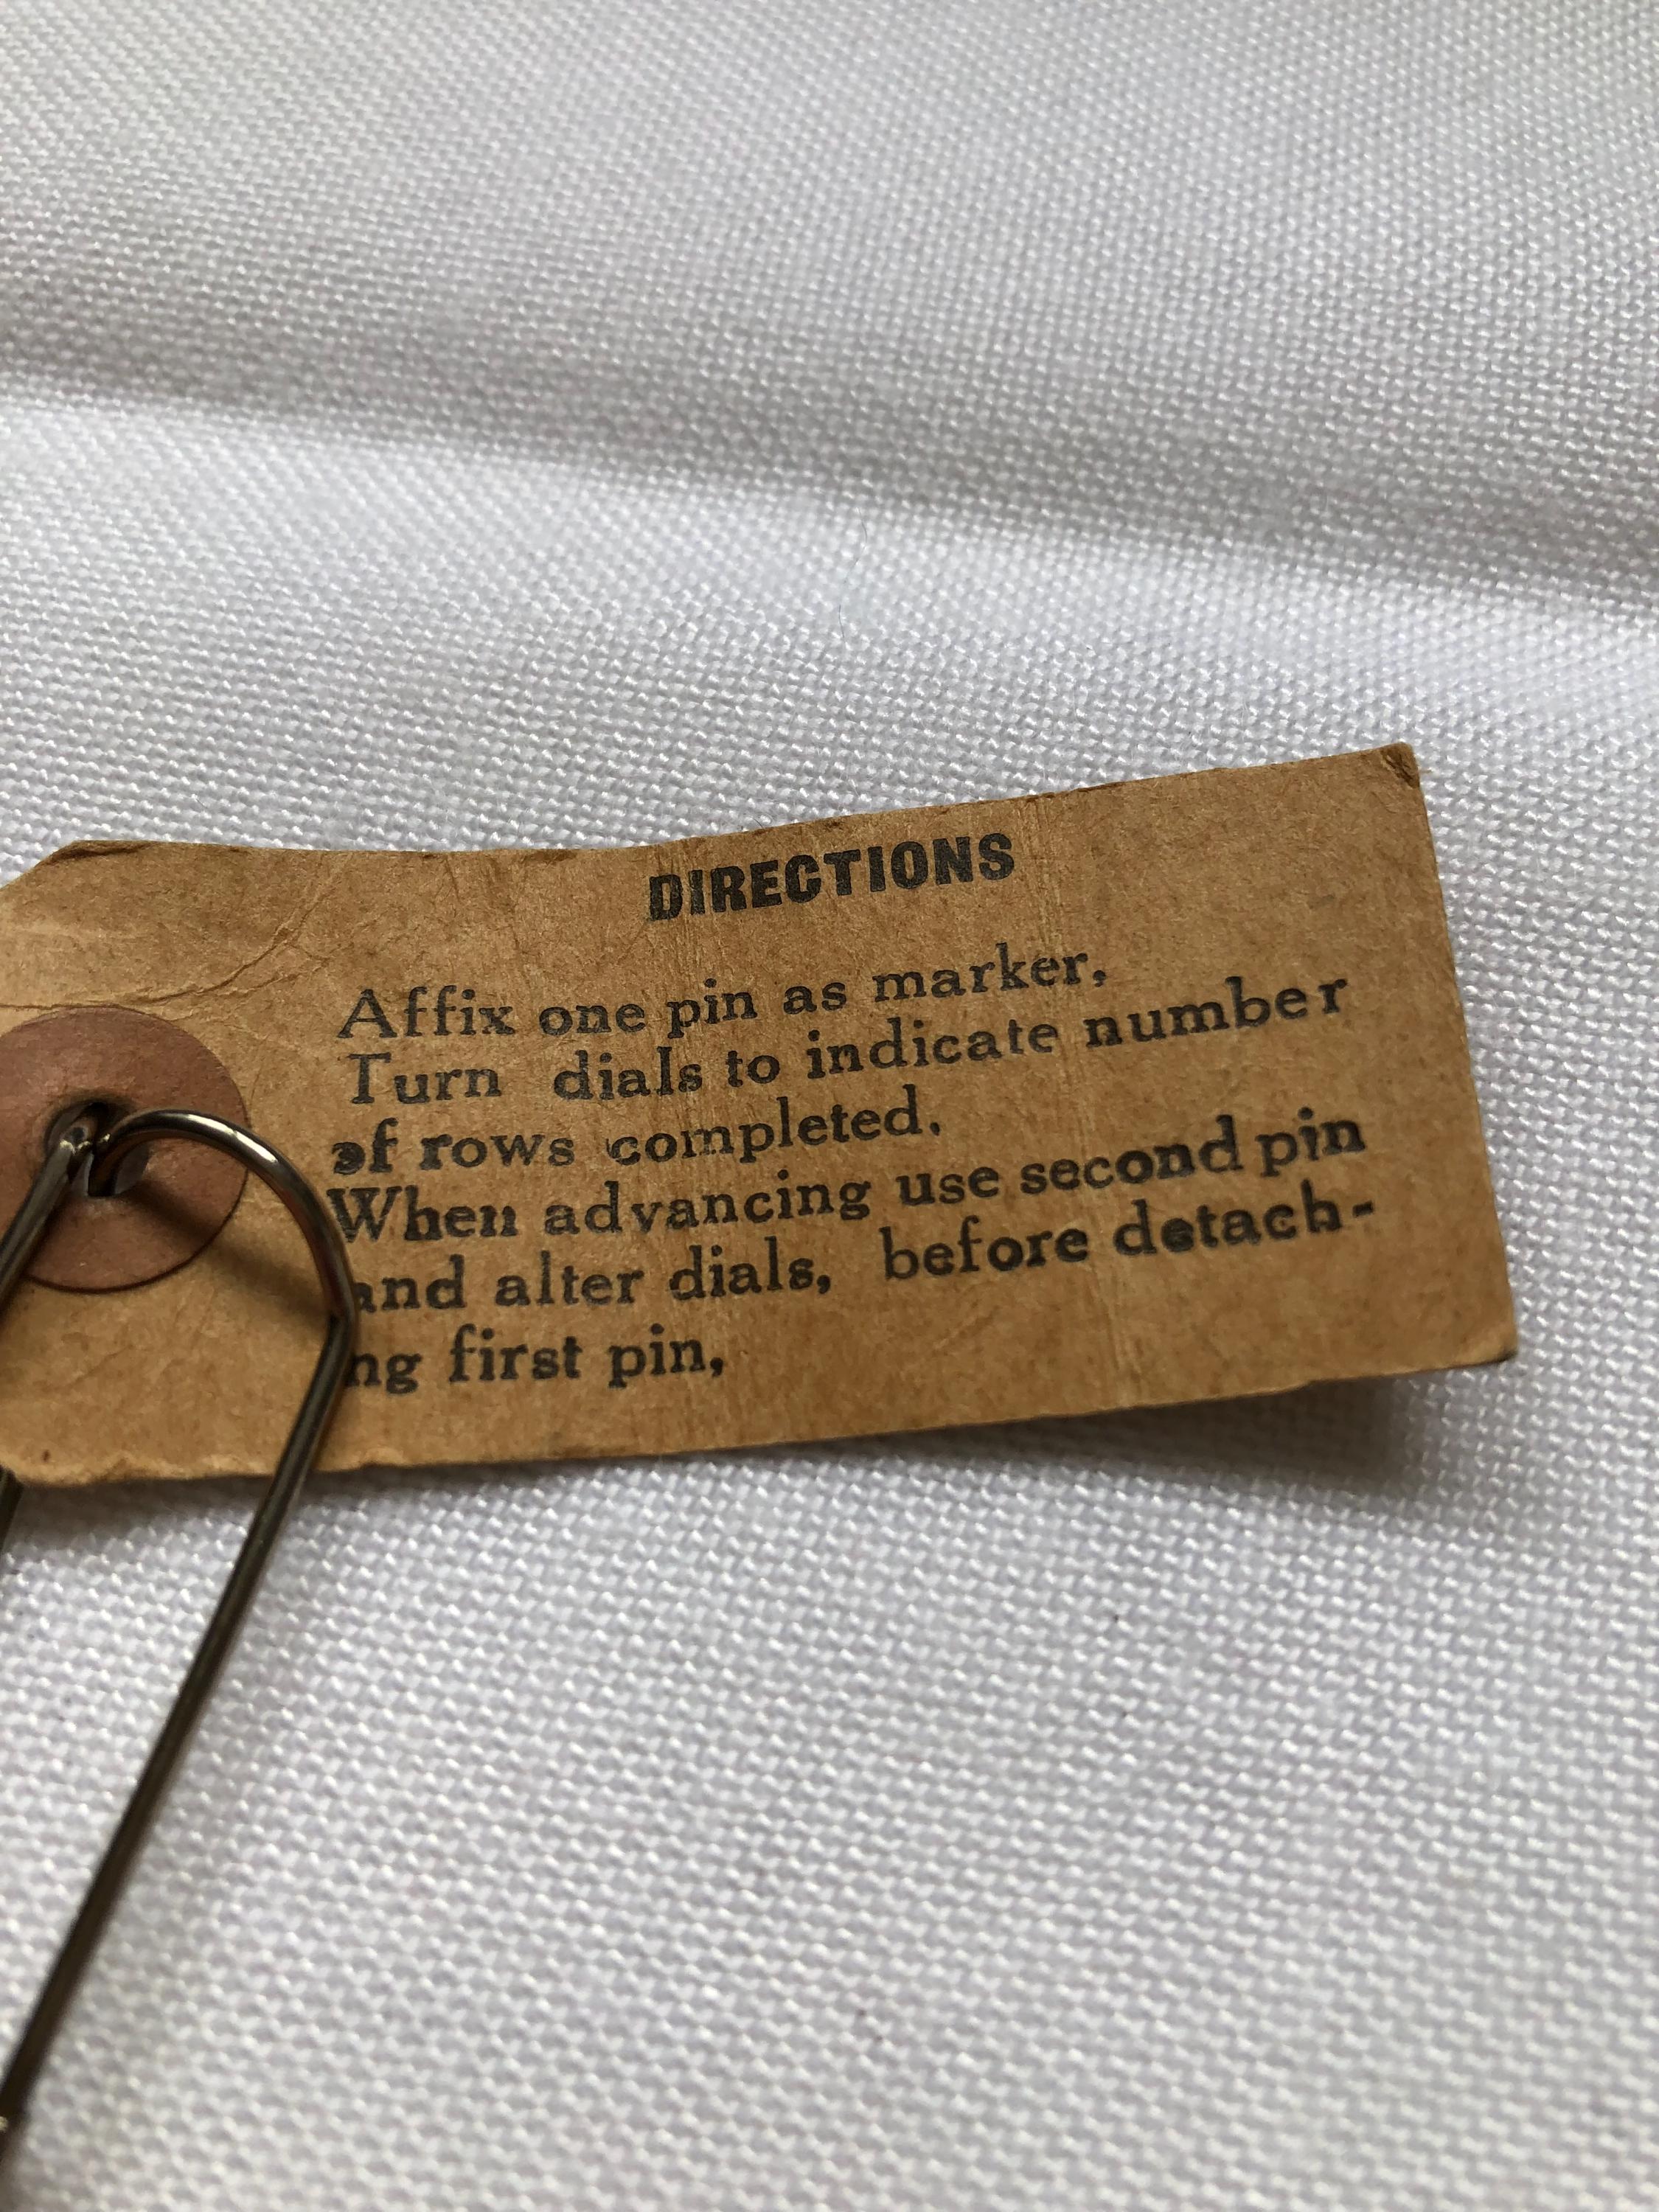 DIRECTIONS
Affix one pin as marker,
Turn dials to indicate number
of rows completed.
When advancing use second pin
and alter dials, before detach-
ng first pin,